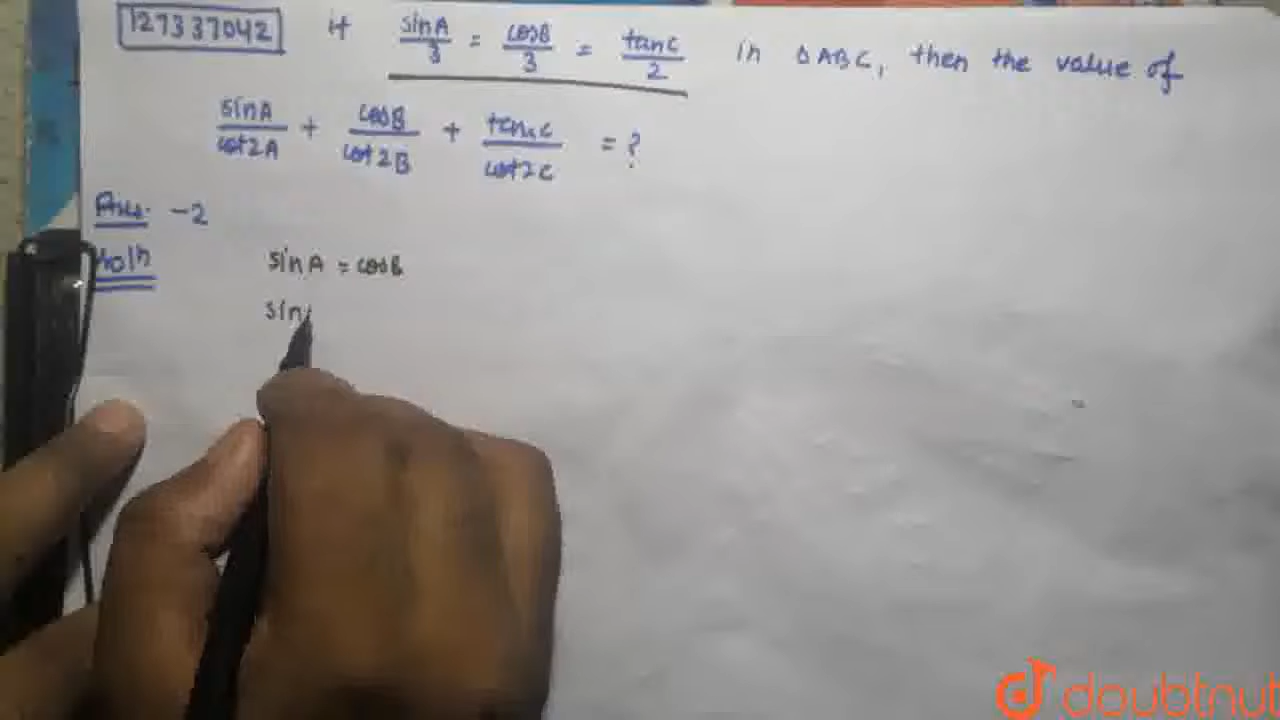 127337042 if sinA/3 = cosB/3 = tanC/2 in ΔABC, then the value of
sinA/cot2A + cosB/cot2B + tanC/cot2C = ?
Ans. -2
Soln
sinA = cosB
sin
doubtnut